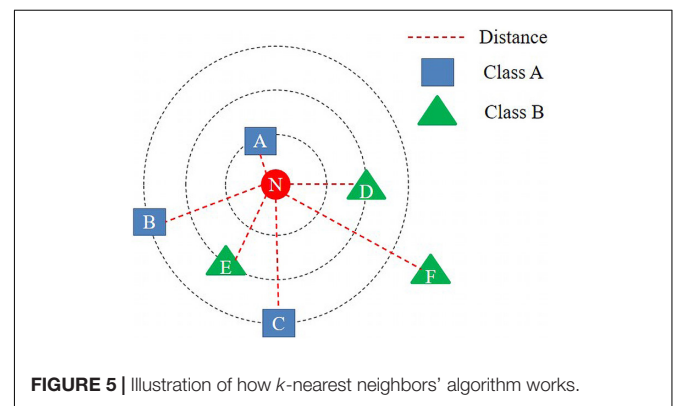 Distance
Class A
Class B
A
N
D
B
E
F
C
FIGURE 5 | Illustration of how k-nearest neighbors' algorithm works.